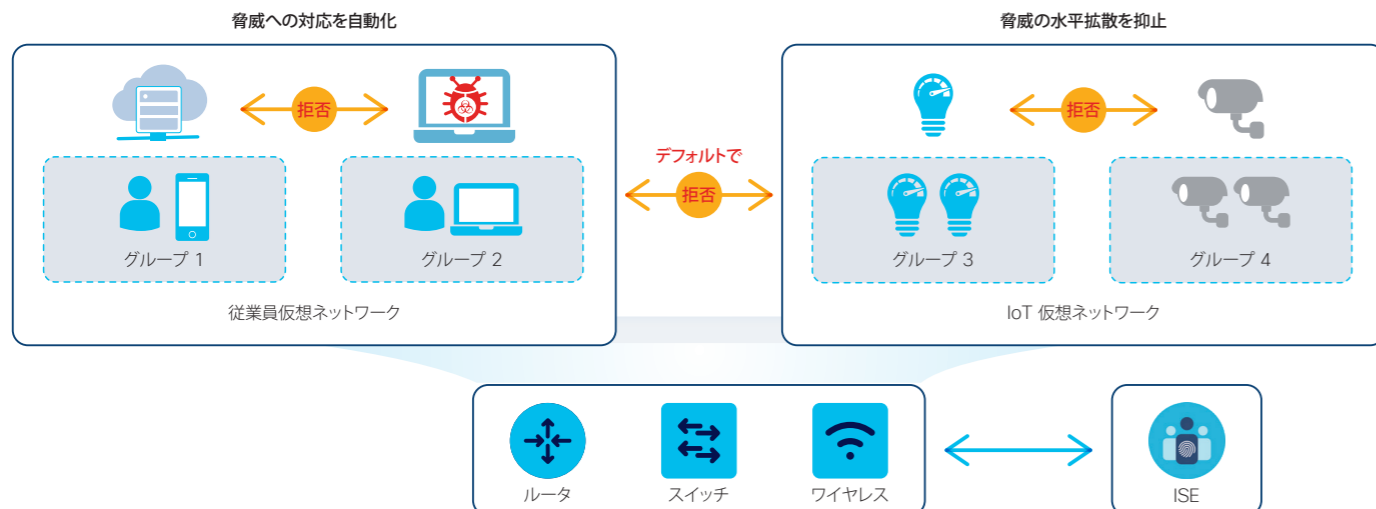 脅威への対応を自動化
脅威の水平拡散を抑止
拒否
拒否
デフォルトで
拒否
グループ 1
グループ 2
グループ 3
グループ 4
従業員仮想ネットワーク
IoT 仮想ネットワーク
ルータ
スイッチ
ワイヤレス
ISE